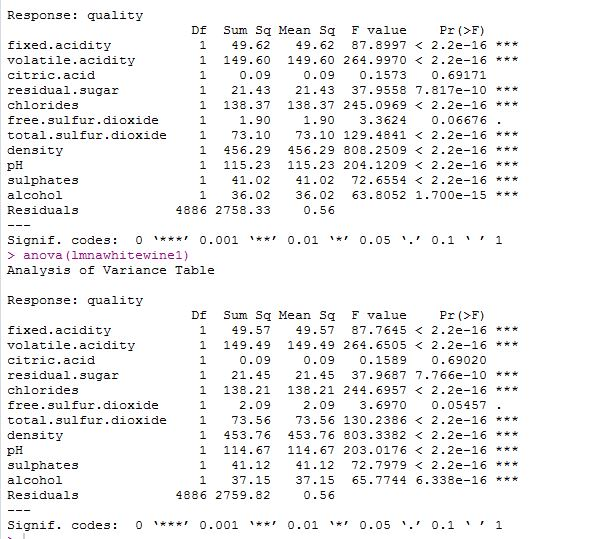 Response: quality
                       Df  Sum Sq Mean Sq  F value    Pr(>F)    
fixed.acidity           1   49.62   49.62  87.8997 < 2.2e-16 ***
volatile.acidity        1  149.60  149.60 264.9970 < 2.2e-16 ***
citric.acid             1    0.09    0.09   0.1573   0.69171    
residual.sugar          1   21.43   21.43  37.9558 7.817e-10 ***
chlorides               1  138.37  138.37 245.0969 < 2.2e-16 ***
free.sulfur.dioxide     1    1.90    1.90   3.3624   0.06676 .  
total.sulfur.dioxide    1   73.10   73.10 129.4841 < 2.2e-16 ***
density                 1  456.29  456.29 808.2509 < 2.2e-16 ***
pH                      1  115.23  115.23 204.1209 < 2.2e-16 ***
sulphates               1   41.02   41.02  72.6554 < 2.2e-16 ***
alcohol                 1   36.02   36.02  63.8052 1.700e-15 ***
Residuals            4886 2758.33    0.56                       
---
Signif. codes:  0 ‘***’ 0.001 ‘**’ 0.01 ‘*’ 0.05 ‘.’ 0.1 ‘ ’ 1
> anova(lmnawhitewine1)
Analysis of Variance Table

Response: quality
                       Df  Sum Sq Mean Sq  F value    Pr(>F)    
fixed.acidity           1   49.57   49.57  87.7645 < 2.2e-16 ***
volatile.acidity        1  149.49  149.49 264.6505 < 2.2e-16 ***
citric.acid             1    0.09    0.09   0.1589   0.69020    
residual.sugar          1   21.45   21.45  37.9687 7.766e-10 ***
chlorides               1  138.21  138.21 244.6957 < 2.2e-16 ***
free.sulfur.dioxide     1    2.09    2.09   3.6970   0.05457 .  
total.sulfur.dioxide    1   73.56   73.56 130.2386 < 2.2e-16 ***
density                 1  453.76  453.76 803.3382 < 2.2e-16 ***
pH                      1  114.67  114.67 203.0176 < 2.2e-16 ***
sulphates               1   41.12   41.12  72.7979 < 2.2e-16 ***
alcohol                 1   37.15   37.15  65.7744 6.338e-16 ***
Residuals            4886 2759.82    0.56                       
---
Signif. codes:  0 ‘***’ 0.001 ‘**’ 0.01 ‘*’ 0.05 ‘.’ 0.1 ‘ ’ 1
>